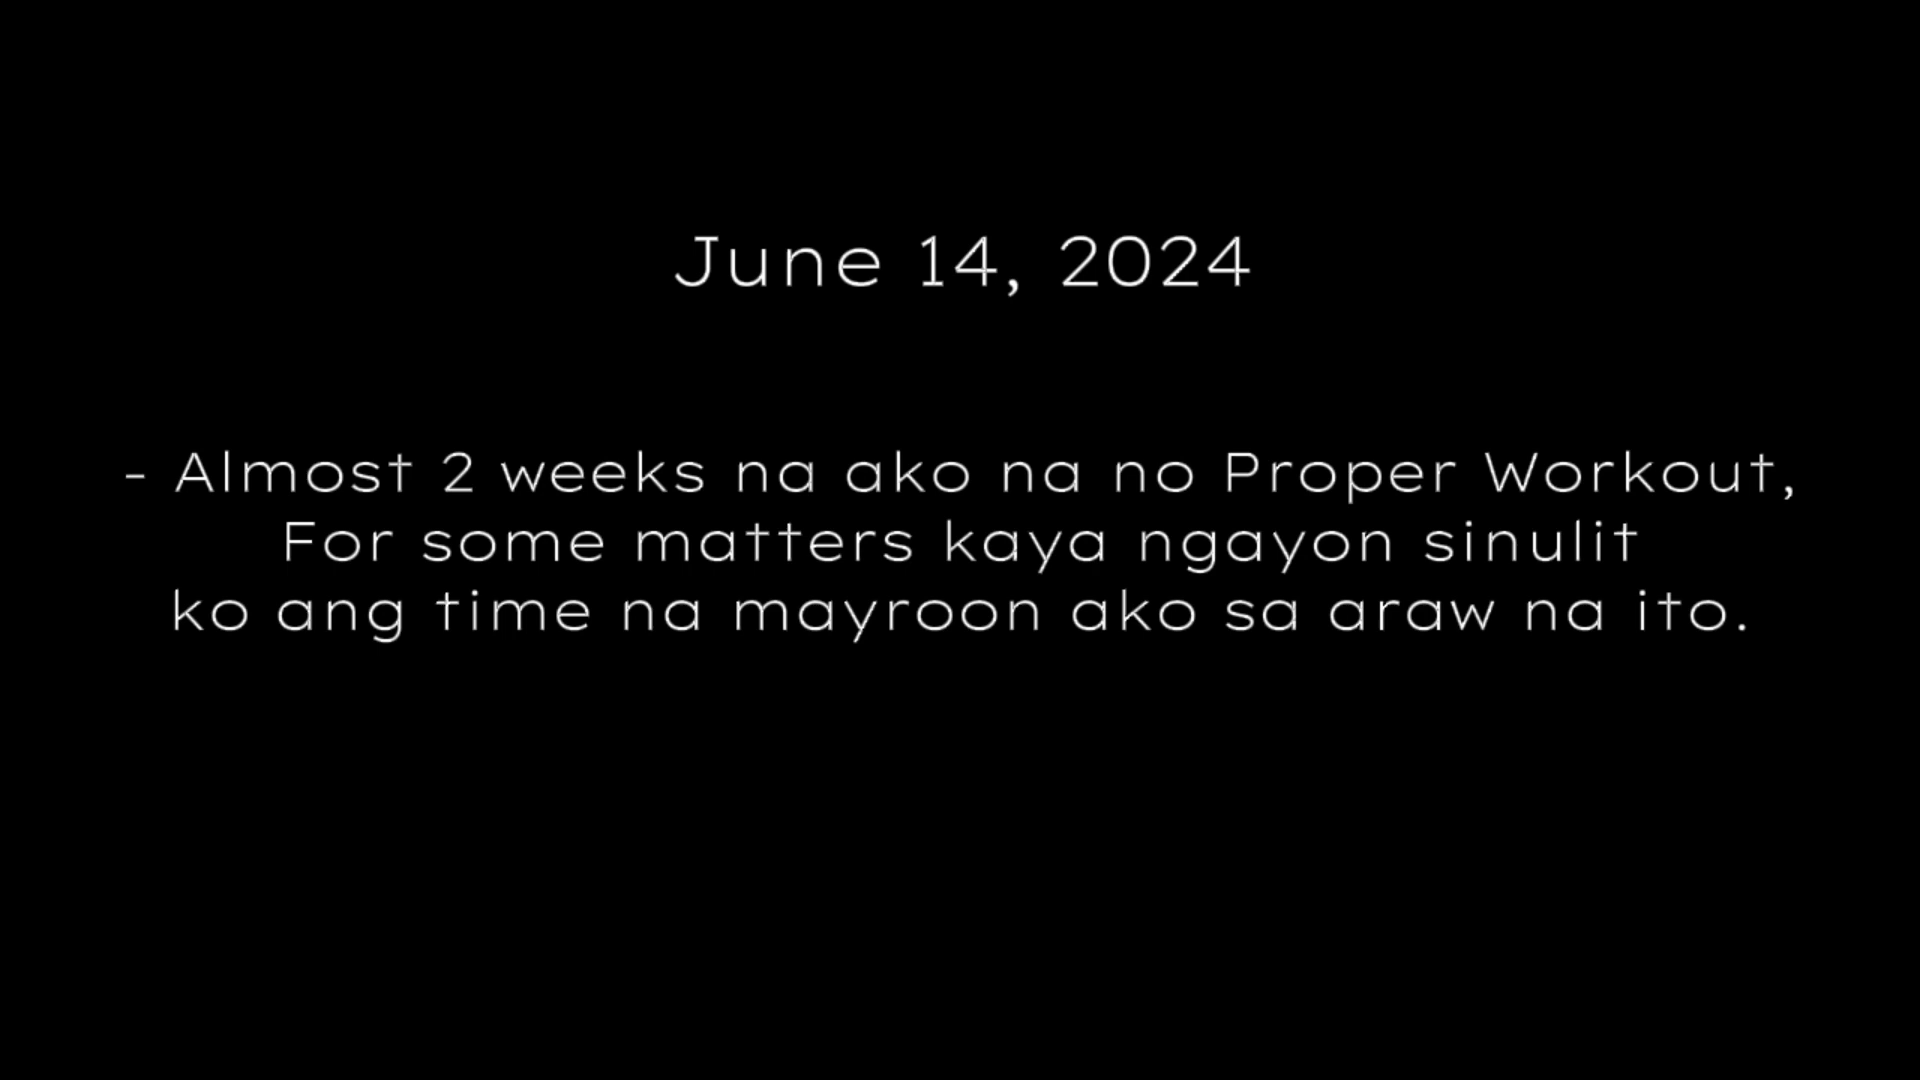 June 14, 2024
- Almost 2 weeks na ako na no Proper Workout,
For some matters kaya ngayon sinulit
ko ang time na mayroon ako sa araw na ito.